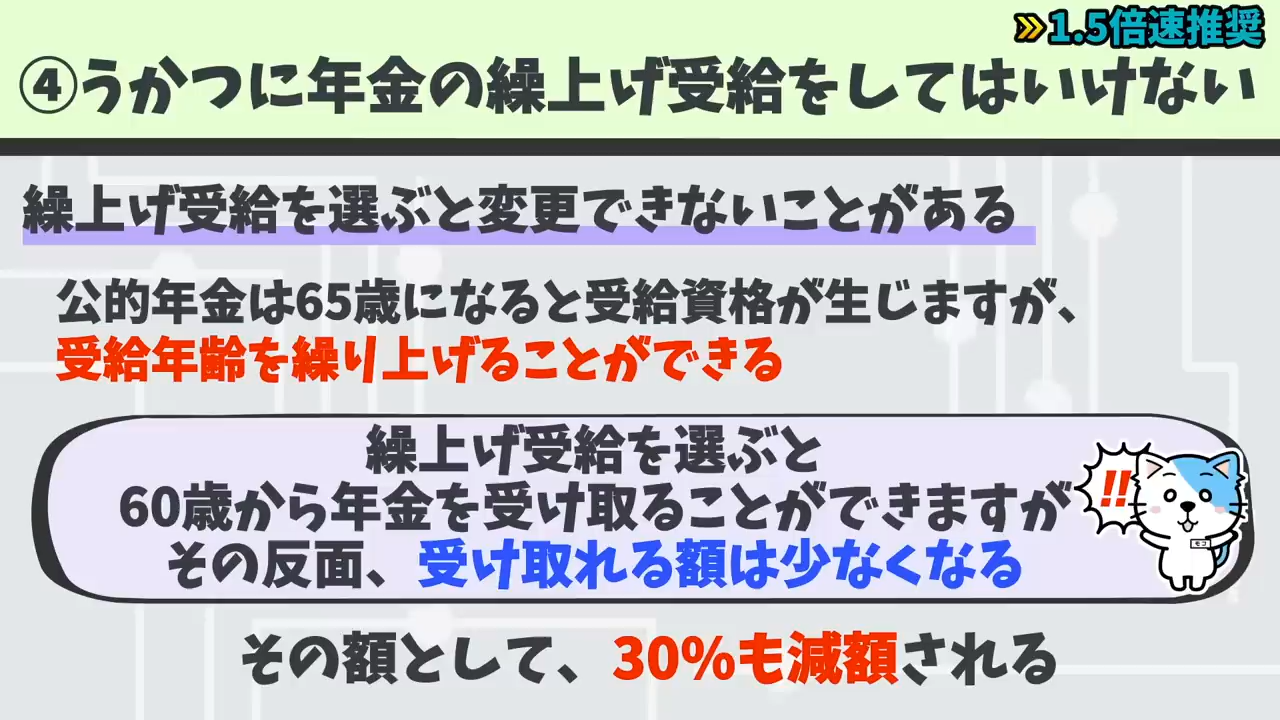 1.5倍速推奨
④うかつに年金の繰上げ受給をしてはいけない
繰上げ受給を選ぶと変更できないことがある
公的年金は65歳になると受給資格が生じますが、
受給年齢を繰り上げることができる
繰上げ受給を選ぶと
60歳から年金を受け取ることができますが
その反面、受け取れる額は少なくなる
!!
モコ
その額として、30%も減額される